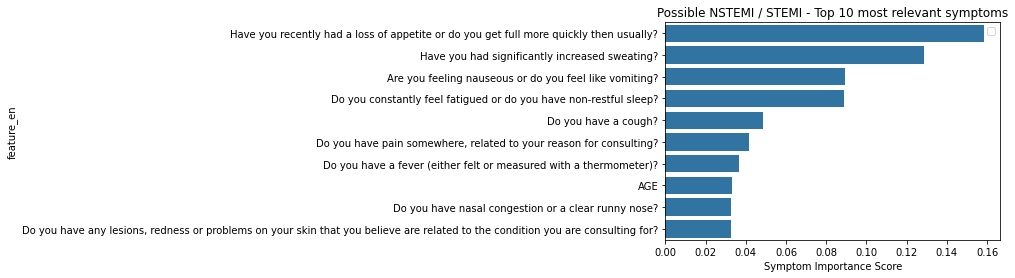 Possible NSTEMI / STEMI - Top 10 most relevant symptoms
Have you recently had a loss of appetite or do you get full more quickly then usually?
Have you had significantly increased sweating?
Are you feeling nauseous or do you feel like vomiting?
Do you constantly feel fatigued or do you have non-restful sleep?
feature_en
Do you have a cough?
Do you have pain somewhere, related to your reason for consulting?
Do you have a fever (either felt or measured with a thermometer)?
AGE
Do you have nasal congestion or a clear runny nose?
Do you have any lesions, redness or problems on your skin that you believe are related to the condition you are consulting for?
0.00 0.02 0.04 0.06 0.08 0.10 0.12 0.14 0.16
Symptom Importance Score